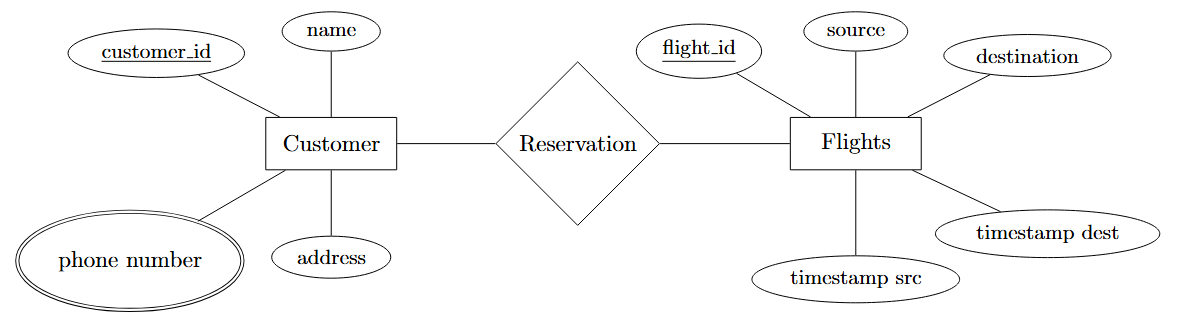 name
source
customer_id
flight_id
destination
Customer
Reservation
Flights
phone number
address
timestamp dest
timestamp src